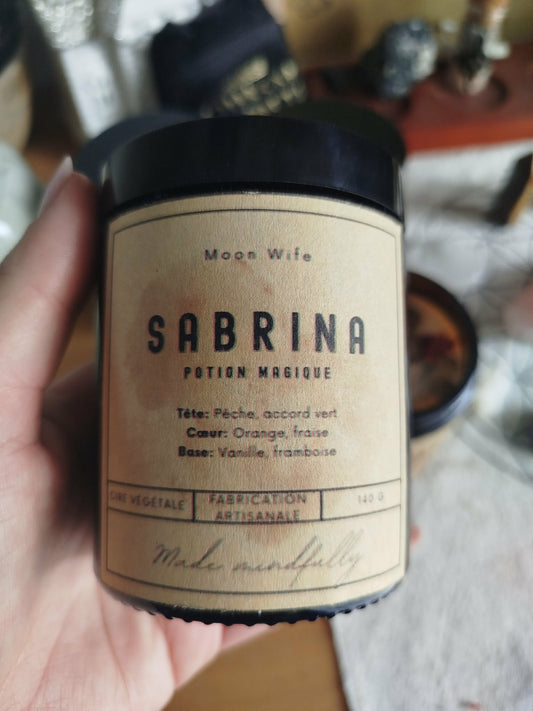 Moon Wife
SABRINA
POTION MAGIQUE
Tête: Pêche, accord vert
Cœur: Orange, fraise
Base: Vanille, framboise
CIRE VÉGÉTALE
FABRICATION
ARTISANALE
140 G
Made mindfully